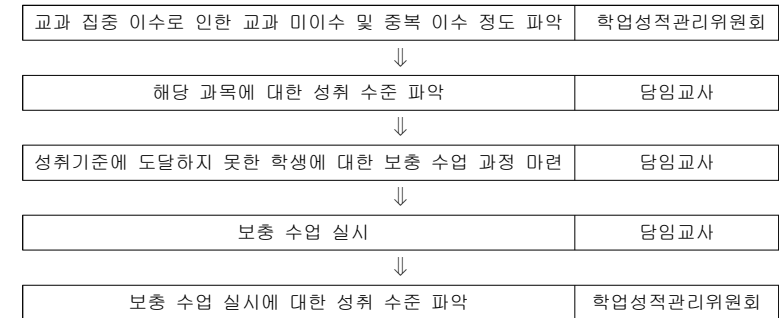 교과 집중 이수로 인한 교과 미이수 및 중복 이수 정도 파악 학업성적관리위원회
⇓
해당 과목에 대한 성취 수준 파악 담임교사
⇓
성취기준에 도달하지 못한 학생에 대한 보충 수업 과정 마련 담임교사
⇓
보충 수업 실시 담임교사
⇓
보충 수업 실시에 대한 성취 수준 파악 학업성적관리위원회